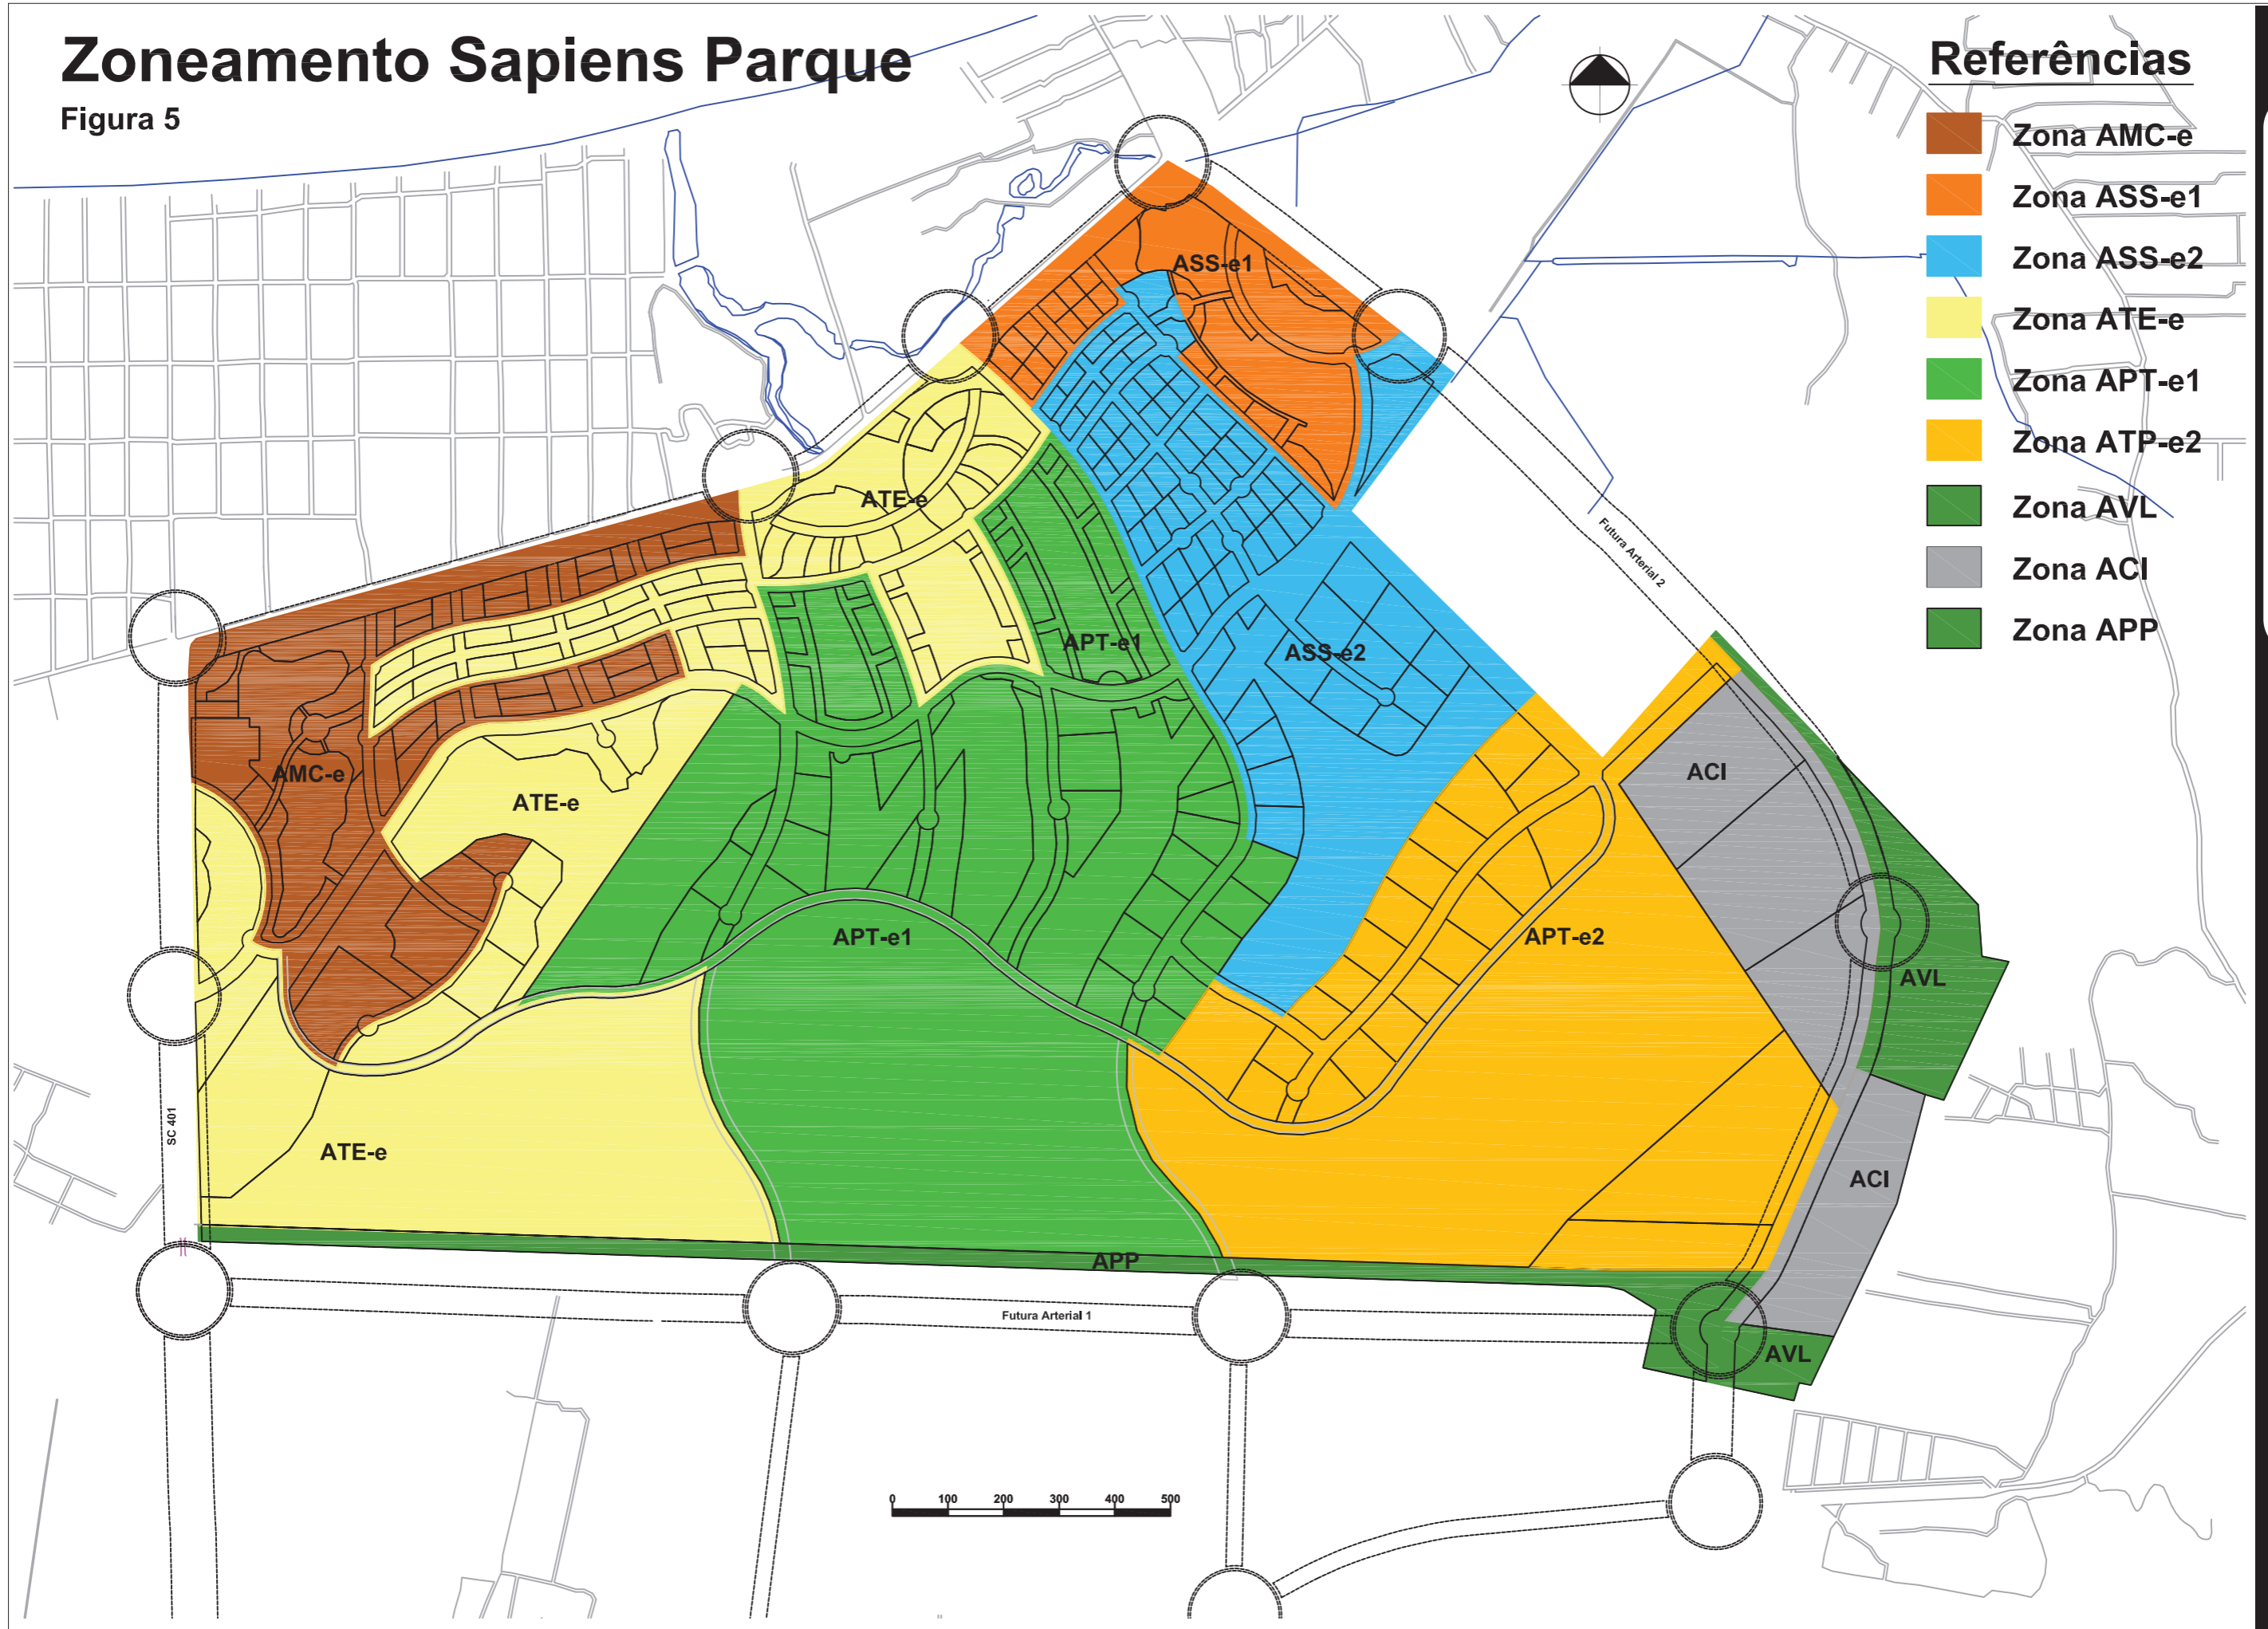 Zoneamento Sapiens Parque
Figura 5
Referências
Zona AMC-e
Zona ASS-e1
Zona ASS-e2
Zona ATE-e
Zona APT-e1
Zona ATP-e2
Zona AVL
Zona ACI
Zona APP
ASS-e1
ATE-e
Futura Arterial 2
APT-e1
ASS-e2
AMC-e
ATE-e
ACI
APT-e1
APT-e2
AVL
SC 401
ATE-e
ACI
APP
Futura Arterial 1
AVL
0 100 200 300 400 500